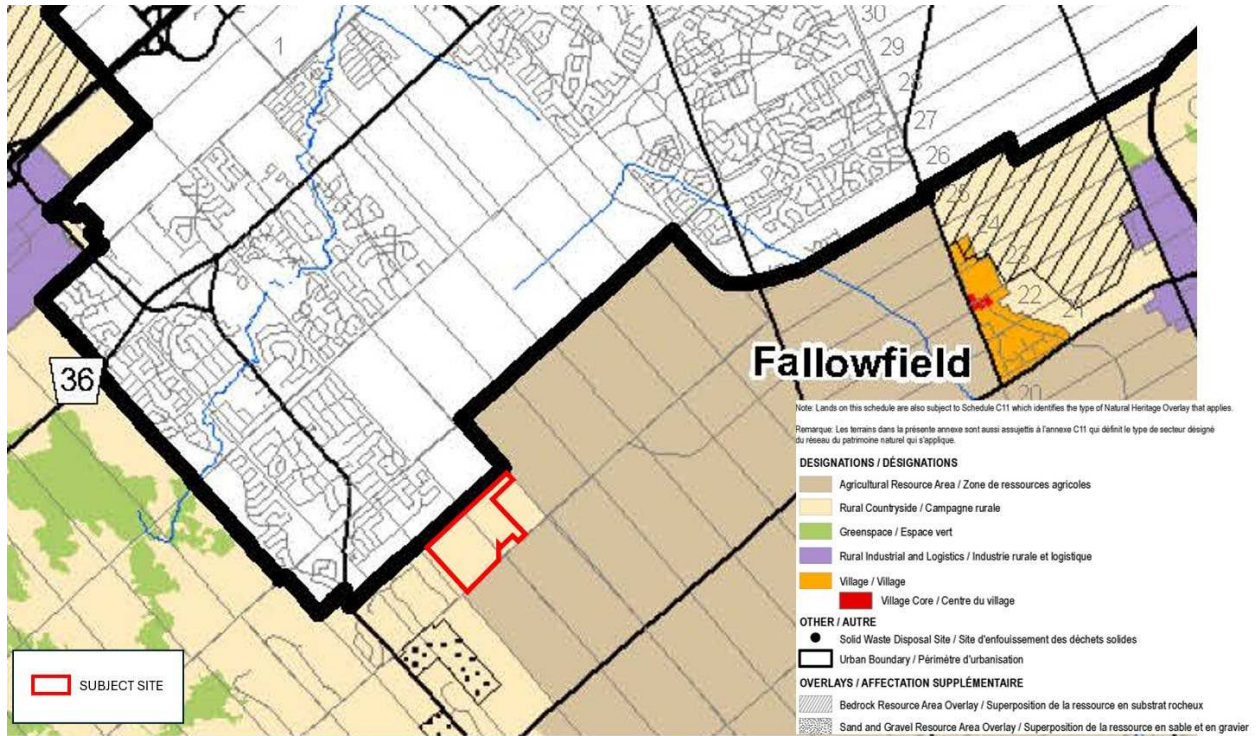 1
30
29
28
27
26
25
24
23
22
21
20
36
Fallowfield
Note: Lands on this schedule are also subject to Schedule C11 which identifies the type of Natural Heritage Overlay that applies.
Remarque: Les terrains dans la présente annexe sont aussi assujettis à l'annexe C11 qui définit le type de secteur désigné
du réseau du patrimoine naturel qui s'applique.
DESIGNATIONS / DÉSIGNATIONS
Agricultural Resource Area / Zone de ressources agricoles
Rural Countryside / Campagne rurale
Greenspace / Espace vert
Rural Industrial and Logistics / Industrie rurale et logistique
Village / Village
Village Core / Centre du village
OTHER / AUTRE
Solid Waste Disposal Site / Site d'enfouissement des déchets solides
Urban Boundary / Périmètre d'urbanisation
OVERLAYS / AFFECTATION SUPPLÉMENTAIRE
Bedrock Resource Area Overlay / Superposition de la ressource en substrat rocheux
Sand and Gravel Resource Area Overlay / Superposition de la ressource en sable et en gravier
SUBJECT SITE